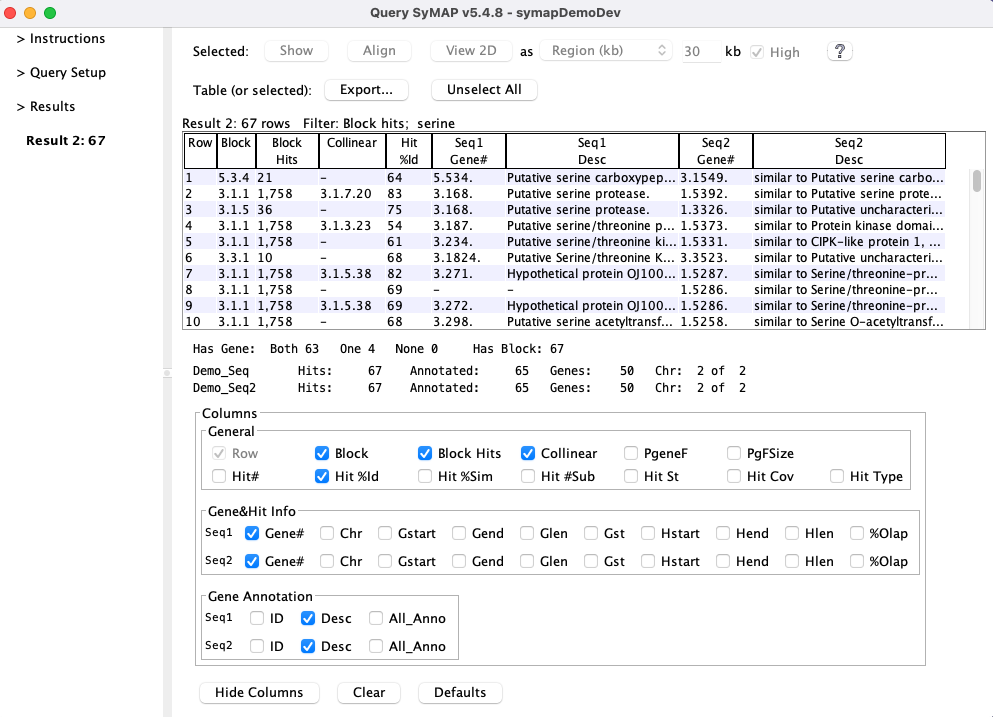 Query SyMAP v5.4.8 - symapDemoDev
> Instructions
> Query Setup
> Results
Result 2: 67
Selected: Show Align View 2D as Region (kb) 30 kb High ?
Table (or selected): Export... Unselect All
Result 2: 67 rows Filter: Block hits; serine
Row Block Block Hits Collinear Hit %Id Seq1 Gene# Seq1 Desc Seq2 Gene# Seq2 Desc
1 5.3.4 21 - 64 5.534. Putative serine carboxypep... 3.1549. similar to Putative serine carbo...
2 3.1.1 1,758 3.1.7.20 83 3.168. Putative serine protease. 1.5392. similar to Putative serine prote...
3 3.1.5 36 - 75 3.168. Putative serine protease. 1.3326. similar to Putative uncharacteri...
4 3.1.1 1,758 3.1.3.23 54 3.187. Putative serine/threonine p... 1.5373. similar to Protein kinase domai...
5 3.1.1 1,758 - 61 3.234. Putative serine/threonine ki... 1.5331. similar to CIPK-like protein 1, ...
6 3.3.1 10 - 68 3.1824. Putative Serine/threonine K... 3.3523. similar to Putative uncharacteri...
7 3.1.1 1,758 3.1.5.38 82 3.271. Hypothetical protein OJ100... 1.5287. similar to Serine/threonine-pr...
8 3.1.1 1,758 - 69 - - 1.5286. similar to Serine/threonine-pr...
9 3.1.1 1,758 3.1.5.38 69 3.272. Hypothetical protein OJ100... 1.5286. similar to Serine/threonine-pr...
10 3.1.1 1,758 - 68 3.298. Putative serine acetyltransf... 1.5258. similar to Serine O-acetyltransf...
Has Gene: Both 63 One 4 None 0 Has Block: 67
Demo_Seq Hits: 67 Annotated: 65 Genes: 50 Chr: 2 of 2
Demo_Seq2 Hits: 67 Annotated: 65 Genes: 50 Chr: 2 of 2
Columns
General
Row Block Block Hits Collinear PgeneF PgFSize
Hit# Hit %Id Hit %Sim Hit #Sub Hit St Hit Cov Hit Type
Gene&Hit Info
Seq1 Gene# Chr Gstart Gend Glen Gst Hstart Hend Hlen %Olap
Seq2 Gene# Chr Gstart Gend Glen Gst Hstart Hend Hlen %Olap
Gene Annotation
Seq1 ID Desc All_Anno
Seq2 ID Desc All_Anno
Hide Columns Clear Defaults